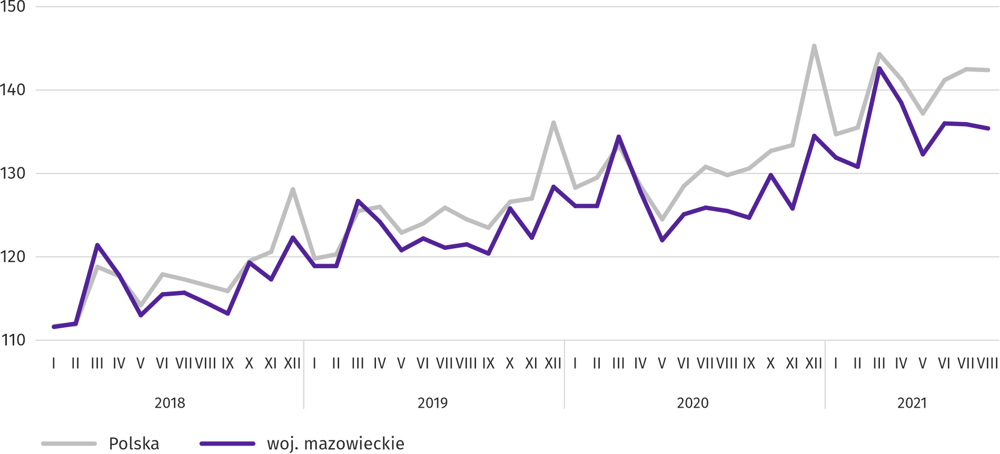 150
140
130
120
110
I II III IV V VI VII VIII IX X XI XII I II III IV V VI VII VIII IX X XI XII I II III IV V VI VII VIII IX X XI XII I II III IV V VI VII VIII
2018 2019 2020 2021
Polska woj. mazowieckie